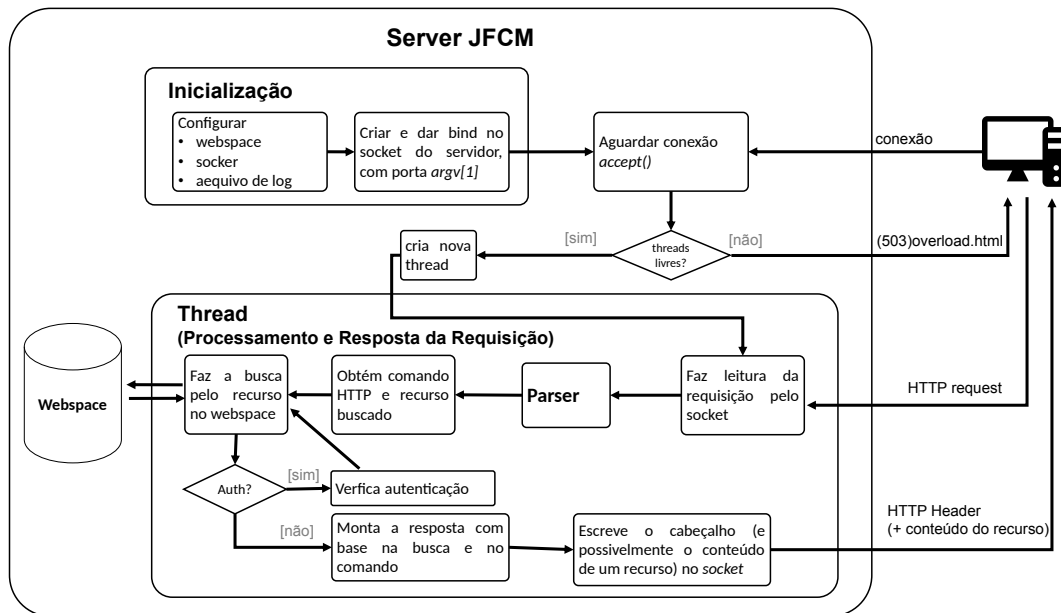 Server JFCM
Inicialização
Configurar
• webspace
• socker
• aequivo de log
Criar e dar bind no
socket do servidor,
com porta argv[1]
Aguardar conexão
accept()
conexão
threads
livres?
[sim]
[não]
cria nova
thread
(503)overload.html
Thread
(Processamento e Resposta da Requisição)
Webspace
Faz a busca
pelo recurso
no webspace
Obtém comando
HTTP e recurso
buscado
Parser
Faz leitura da
requisição pelo
socket
HTTP request
Auth?
[sim]
Verfica autenticação
[não]
Monta a resposta com
base na busca e no
comando
Escreve o cabeçalho (e
possivelmente o conteúdo
de um recurso) no socket
HTTP Header
(+ conteúdo do recurso)